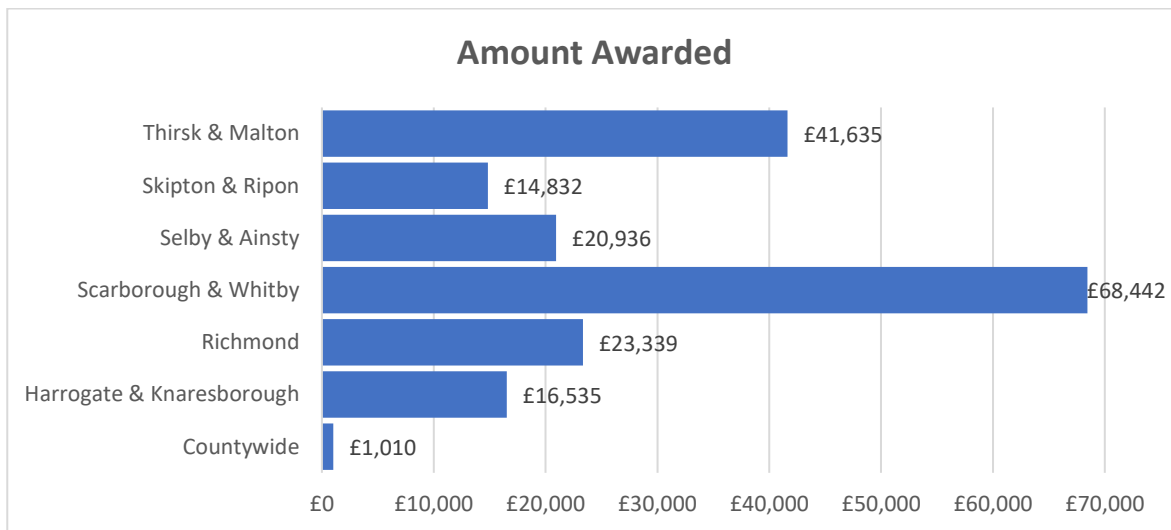 Amount Awarded
Thirsk & Malton £41,635
Skipton & Ripon £14,832
Selby & Ainsty £20,936
Scarborough & Whitby £68,442
Richmond £23,339
Harrogate & Knaresborough £16,535
Countywide £1,010
£0 £10,000 £20,000 £30,000 £40,000 £50,000 £60,000 £70,000